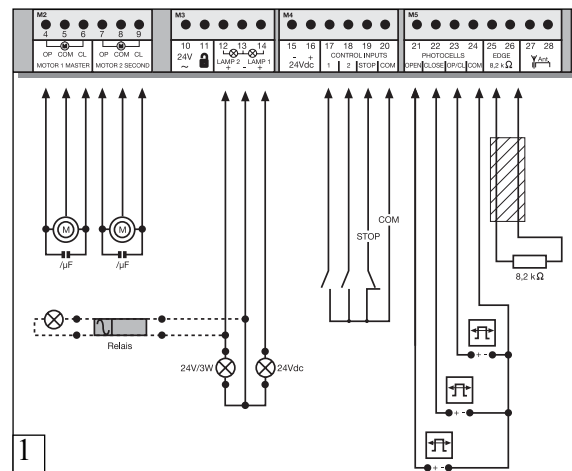 M2 M3 M4 M5
4 5 6 7 8 9 10 11 12 13 14 15 16 17 18 19 20 21 22 23 24 25 26 27 28
OP COM CL OP COM CL
M M
MOTOR 1 MASTER MOTOR 2 SECOND
24V
~
LAMP 2 LAMP 1
+ - +
- +
24Vdc
CONTROL INPUTS
1 2 STOP COM
PHOTOCELLS
OPEN CLOSE OP/CL COM
EDGE
8,2 kΩ
Ant.
COM
STOP
M M
/µF /µF
8,2 kΩ
Relais
24V/3W 24Vdc
+ -
+ -
+ -
1